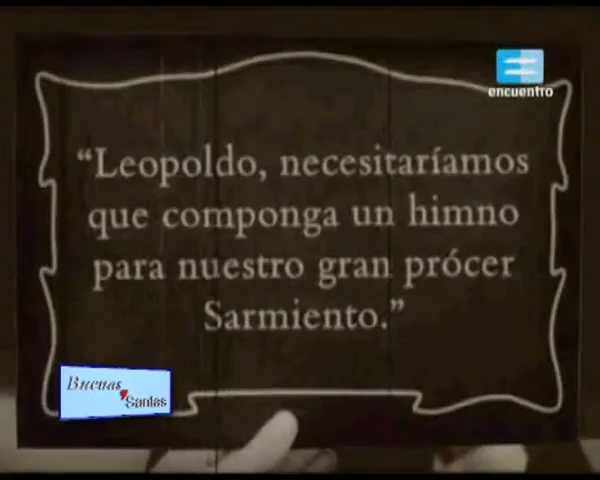 encuentro
“Leopoldo, necesitaríamos
que componga un himno
para nuestro gran prócer
Sarmiento.”
Buenas
y
Santas